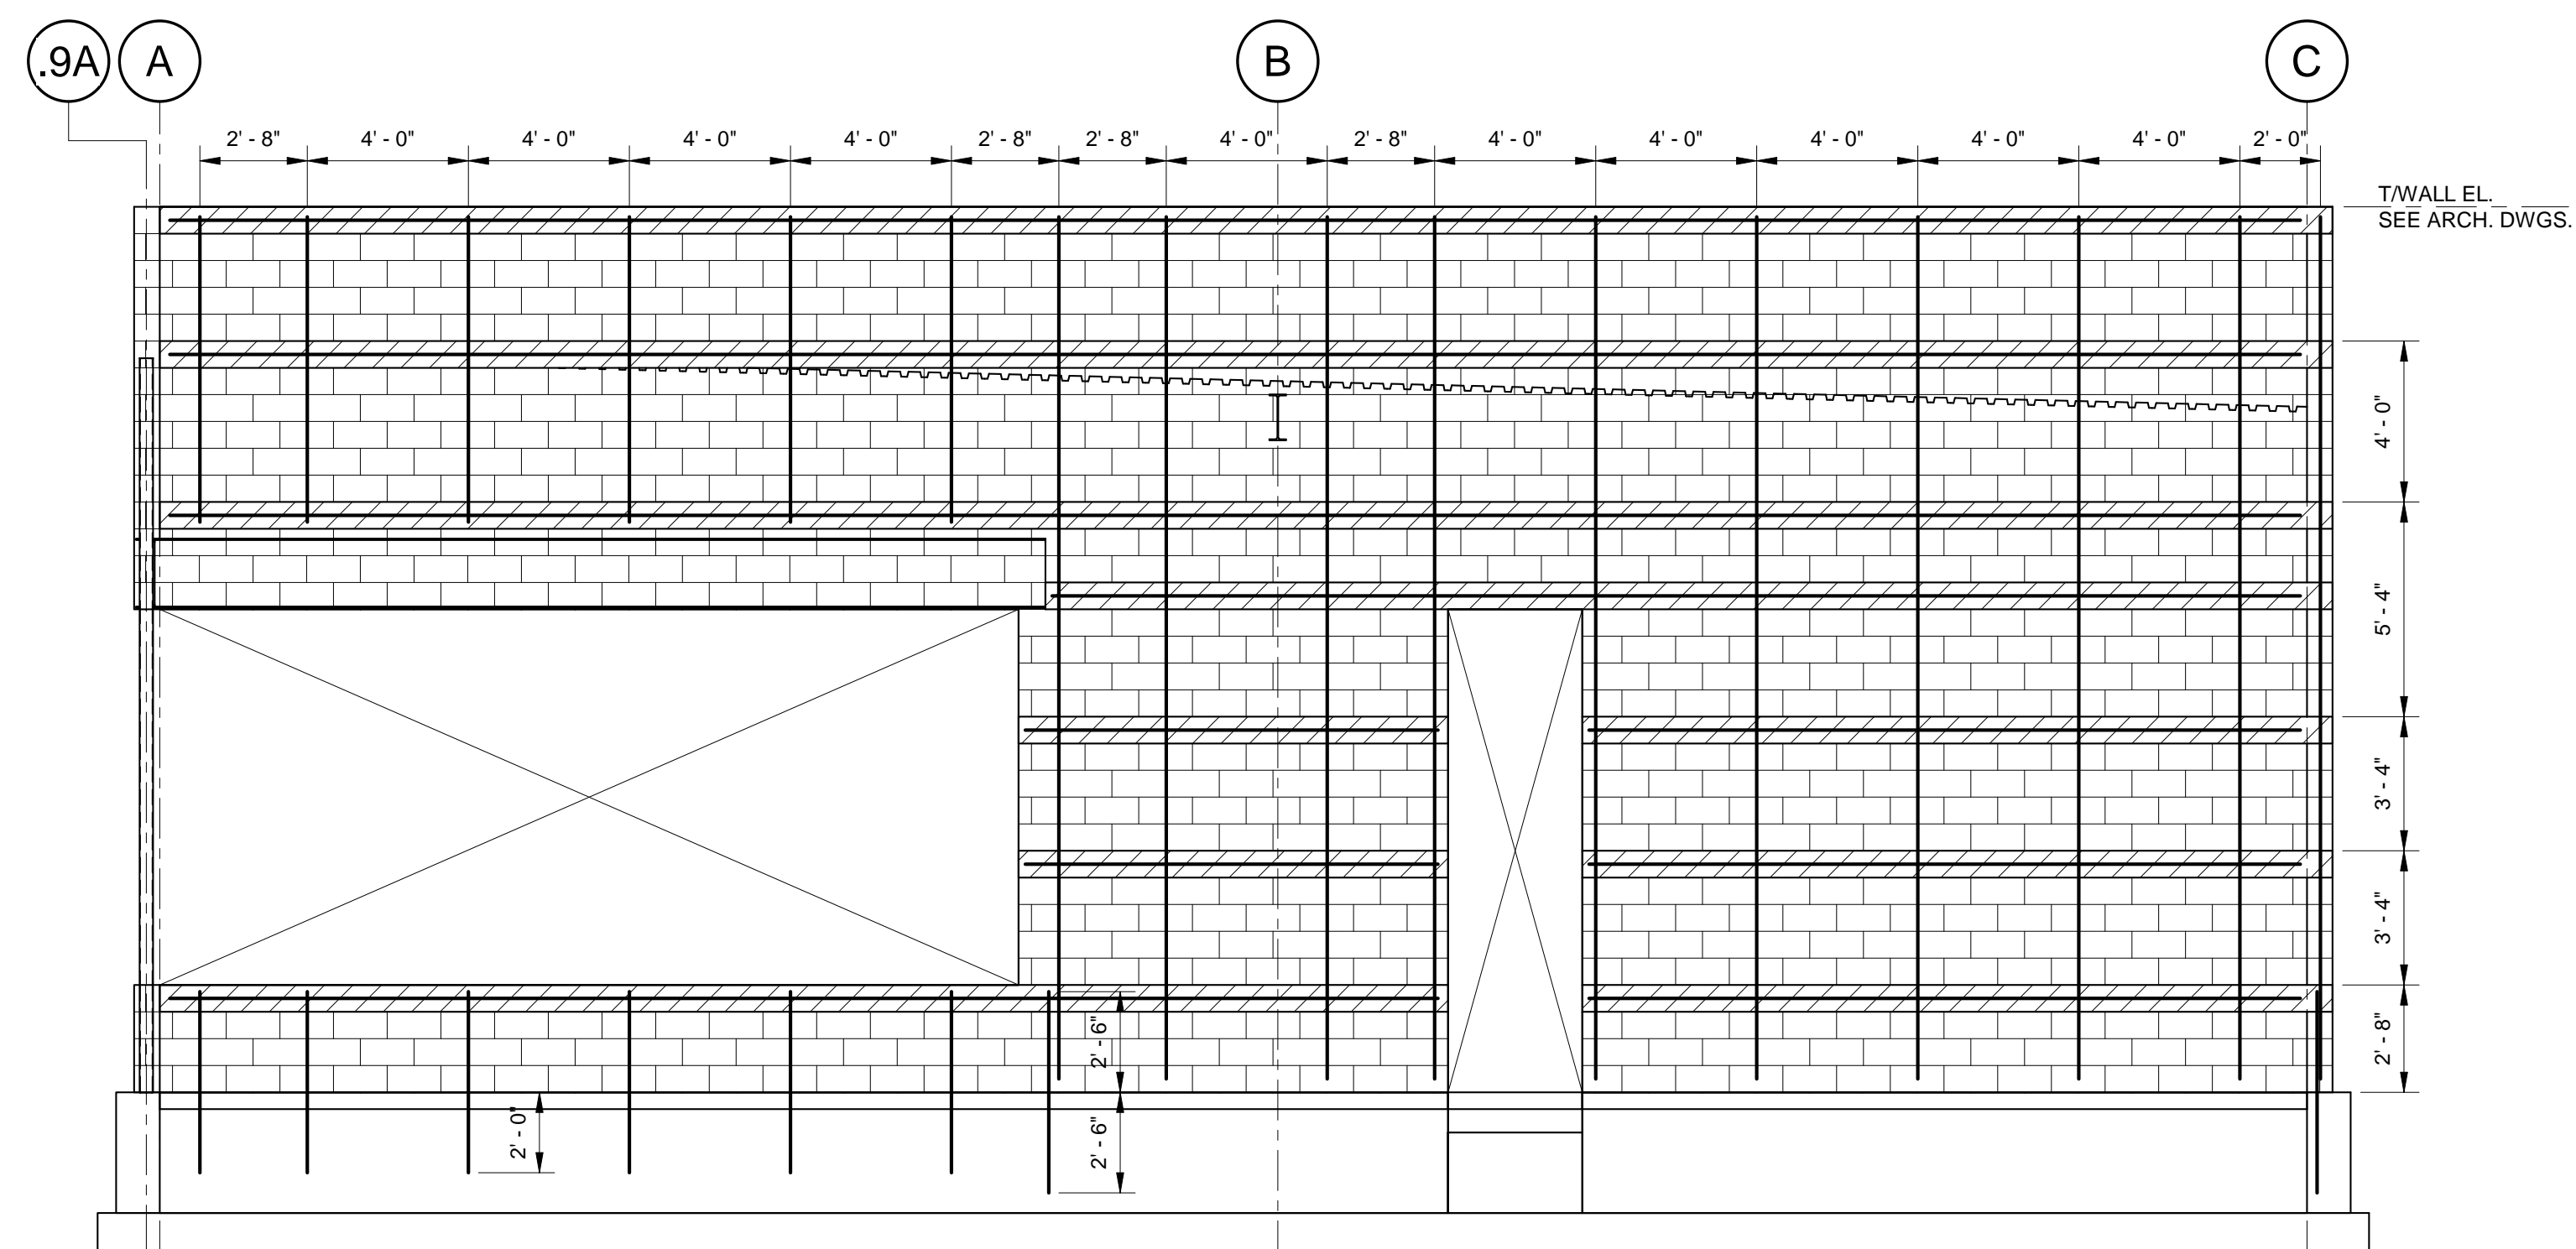 .9A A B C
2' - 8" 4' - 0" 4' - 0" 4' - 0" 4' - 0" 2' - 8" 2' - 8" 4' - 0" 2' - 8" 4' - 0" 4' - 0" 4' - 0" 4' - 0" 4' - 0" 2' - 0"
T/WALL EL.
SEE ARCH. DWGS.
4' - 0"
5' - 4"
3' - 4"
3' - 4"
2' - 8"
2' - 6"
2' - 0"
2' - 6"